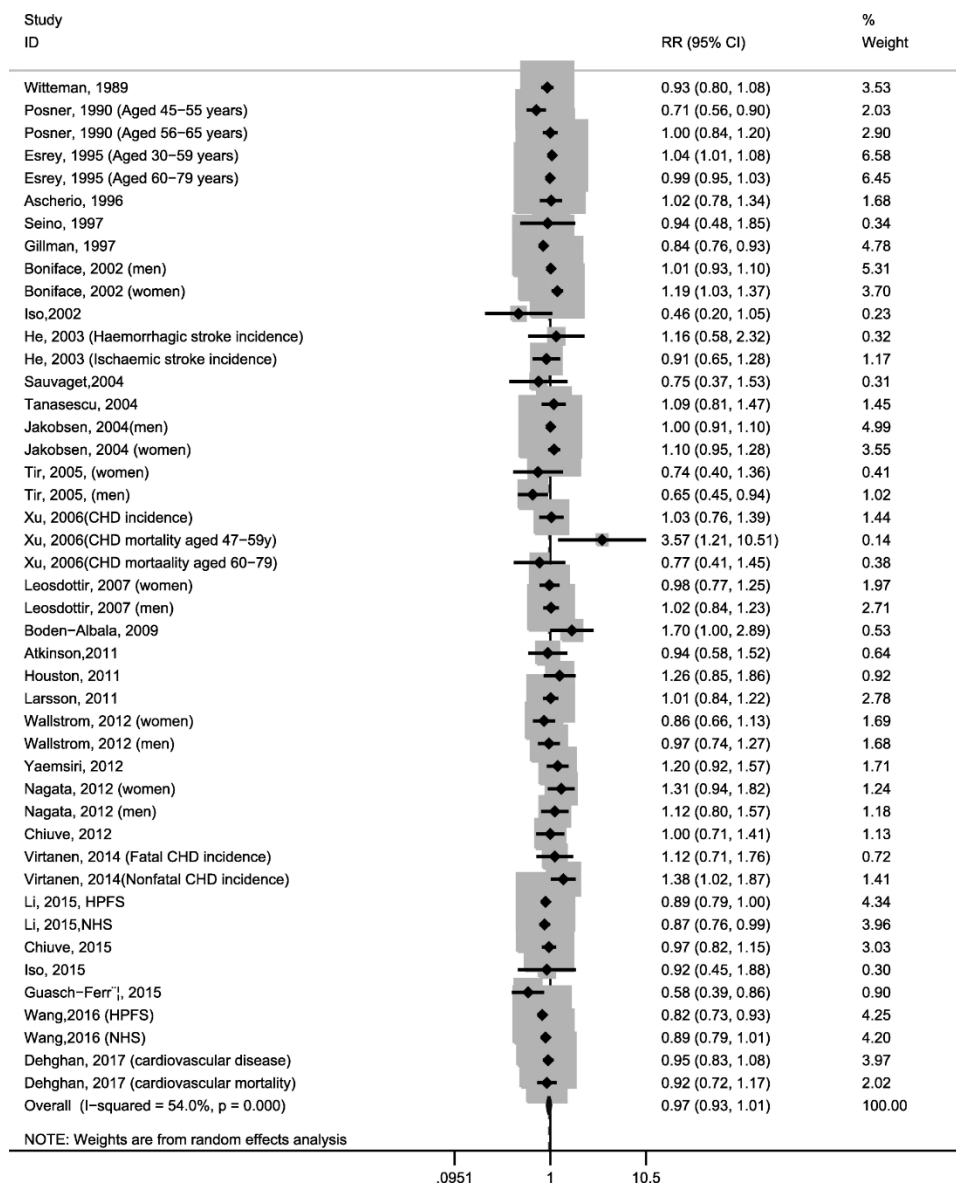 Study %
ID RR (95% CI) Weight
Witteman, 1989 0.93 (0.80, 1.08) 3.53
Posner, 1990 (Aged 45−55 years) 0.71 (0.56, 0.90) 2.03
Posner, 1990 (Aged 56−65 years) 1.00 (0.84, 1.20) 2.90
Esrey, 1995 (Aged 30−59 years) 1.04 (1.01, 1.08) 6.58
Esrey, 1995 (Aged 60−79 years) 0.99 (0.95, 1.03) 6.45
Ascherio, 1996 1.02 (0.78, 1.34) 1.68
Seino, 1997 0.94 (0.48, 1.85) 0.34
Gillman, 1997 0.84 (0.76, 0.93) 4.78
Boniface, 2002 (men) 1.01 (0.93, 1.10) 5.31
Boniface, 2002 (women) 1.19 (1.03, 1.37) 3.70
Iso,2002 0.46 (0.20, 1.05) 0.23
He, 2003 (Haemorrhagic stroke incidence) 1.16 (0.58, 2.32) 0.32
He, 2003 (Ischaemic stroke incidence) 0.91 (0.65, 1.28) 1.17
Sauvaget,2004 0.75 (0.37, 1.53) 0.31
Tanasescu, 2004 1.09 (0.81, 1.47) 1.45
Jakobsen, 2004(men) 1.00 (0.91, 1.10) 4.99
Jakobsen, 2004 (women) 1.10 (0.95, 1.28) 3.55
Tir, 2005, (women) 0.74 (0.40, 1.36) 0.41
Tir, 2005, (men) 0.65 (0.45, 0.94) 1.02
Xu, 2006(CHD incidence) 1.03 (0.76, 1.39) 1.44
Xu, 2006(CHD mortality aged 47−59y) 3.57 (1.21, 10.51) 0.14
Xu, 2006(CHD mortaality aged 60−79) 0.77 (0.41, 1.45) 0.38
Leosdottir, 2007 (women) 0.98 (0.77, 1.25) 1.97
Leosdottir, 2007 (men) 1.02 (0.84, 1.23) 2.71
Boden−Albala, 2009 1.70 (1.00, 2.89) 0.53
Atkinson,2011 0.94 (0.58, 1.52) 0.64
Houston, 2011 1.26 (0.85, 1.86) 0.92
Larsson, 2011 1.01 (0.84, 1.22) 2.78
Wallstrom, 2012 (women) 0.86 (0.66, 1.13) 1.69
Wallstrom, 2012 (men) 0.97 (0.74, 1.27) 1.68
Yaemsiri, 2012 1.20 (0.92, 1.57) 1.71
Nagata, 2012 (women) 1.31 (0.94, 1.82) 1.24
Nagata, 2012 (men) 1.12 (0.80, 1.57) 1.18
Chiuve, 2012 1.00 (0.71, 1.41) 1.13
Virtanen, 2014 (Fatal CHD incidence) 1.12 (0.71, 1.76) 0.72
Virtanen, 2014(Nonfatal CHD incidence) 1.38 (1.02, 1.87) 1.41
Li, 2015, HPFS 0.89 (0.79, 1.00) 4.34
Li, 2015,NHS 0.87 (0.76, 0.99) 3.96
Chiuve, 2015 0.97 (0.82, 1.15) 3.03
Iso, 2015 0.92 (0.45, 1.88) 0.30
Guasch−Ferr¨¦, 2015 0.58 (0.39, 0.86) 0.90
Wang,2016 (HPFS) 0.82 (0.73, 0.93) 4.25
Wang,2016 (NHS) 0.89 (0.79, 1.01) 4.20
Dehghan, 2017 (cardiovascular disease) 0.95 (0.83, 1.08) 3.97
Dehghan, 2017 (cardiovascular mortality) 0.92 (0.72, 1.17) 2.02
Overall (I−squared = 54.0%, p = 0.000) 0.97 (0.93, 1.01) 100.00
NOTE: Weights are from random effects analysis
.0951 1 10.5